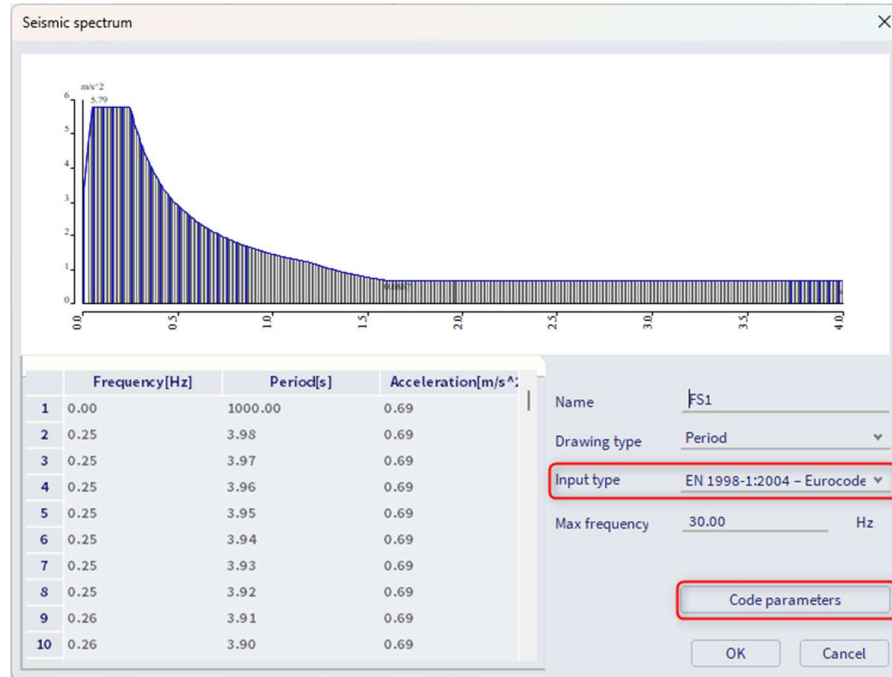 Seismic spectrum
m/s^2
6
5.79
5
4
3
2
1
0
0.0
0.5
1.0
1.5
2.0
2.5
3.0
3.5
4.0
Frequency[Hz] Period[s] Acceleration[m/s^2
1 0.00 1000.00 0.69
2 0.25 3.98 0.69
3 0.25 3.97 0.69
4 0.25 3.96 0.69
5 0.25 3.95 0.69
6 0.25 3.94 0.69
7 0.25 3.93 0.69
8 0.25 3.92 0.69
9 0.26 3.91 0.69
10 0.26 3.90 0.69
Name FS1
Drawing type Period
Input type EN 1998-1:2004 – Eurocode
Max frequency 30.00 Hz
Code parameters
OK Cancel